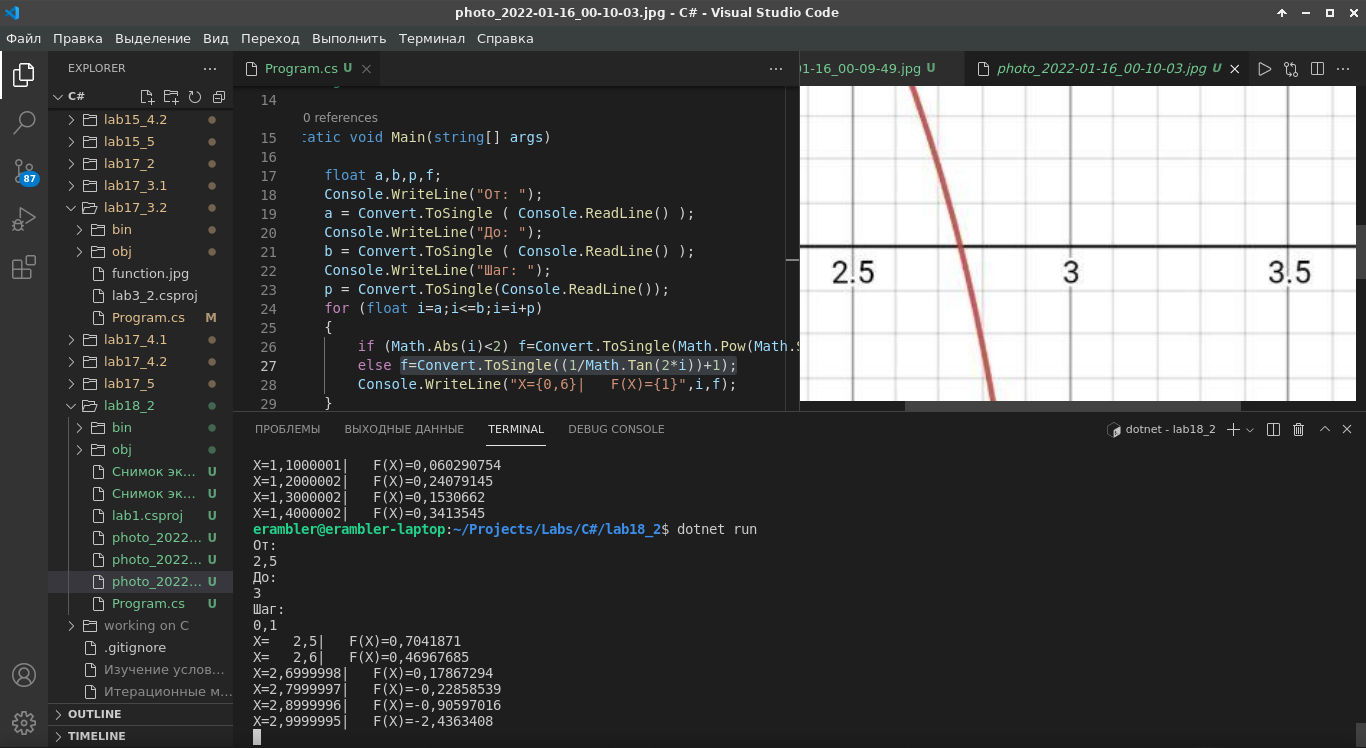 photo_2022-01-16_00-10-03.jpg - C# - Visual Studio Code
Файл Правка Выделение Вид Переход Выполнить Терминал Справка
EXPLORER
C#
lab15_4.2
lab15_5
lab17_2
lab17_3.1
lab17_3.2
bin
obj
function.jpg
lab3_2.csproj
Program.cs M
lab17_4.1
lab17_4.2
lab17_5
lab18_2
bin
obj
Снимок эк... U
Снимок эк... U
lab1.csproj U
photo_2022... U
photo_2022... U
photo_2022... U
Program.cs U
working on C
.gitignore
Изучение услов...
Итерационные м...
OUTLINE
TIMELINE
87
Program.cs U
14
0 references
15 tatic void Main(string[] args)
16
17 float a,b,p,f;
18 Console.WriteLine("От: ");
19 a = Convert.ToSingle ( Console.ReadLine() );
20 Console.WriteLine("До: ");
21 b = Convert.ToSingle ( Console.ReadLine() );
22 Console.WriteLine("Шаг: ");
23 p = Convert.ToSingle(Console.ReadLine());
24 for (float i=a;i<=b;i=i+p)
25 {
26 if (Math.Abs(i)<2) f=Convert.ToSingle(Math.Pow(Math.S
27 else f=Convert.ToSingle((1/Math.Tan(2*i))+1);
28 Console.WriteLine("X={0,6}|   F(X)={1}",i,f);
29 }
01-16_00-09-49.jpg U
photo_2022-01-16_00-10-03.jpg U
2.5 3 3.5
ПРОБЛЕМЫ ВЫХОДНЫЕ ДАННЫЕ TERMINAL DEBUG CONSOLE
dotnet - lab18_2
X=1,1000001|   F(X)=0,060290754
X=1,2000002|   F(X)=0,24079145
X=1,3000002|   F(X)=0,1530662
X=1,4000002|   F(X)=0,3413545
erambler@erambler-laptop:~/Projects/Labs/C#/lab18_2$ dotnet run
От:
2,5
До:
3
Шаг:
0,1
X=   2,5|   F(X)=0,7041871
X=   2,6|   F(X)=0,46967685
X=2,6999998|   F(X)=0,17867294
X=2,7999997|   F(X)=-0,22858539
X=2,8999996|   F(X)=-0,90597016
X=2,9999995|   F(X)=-2,4363408